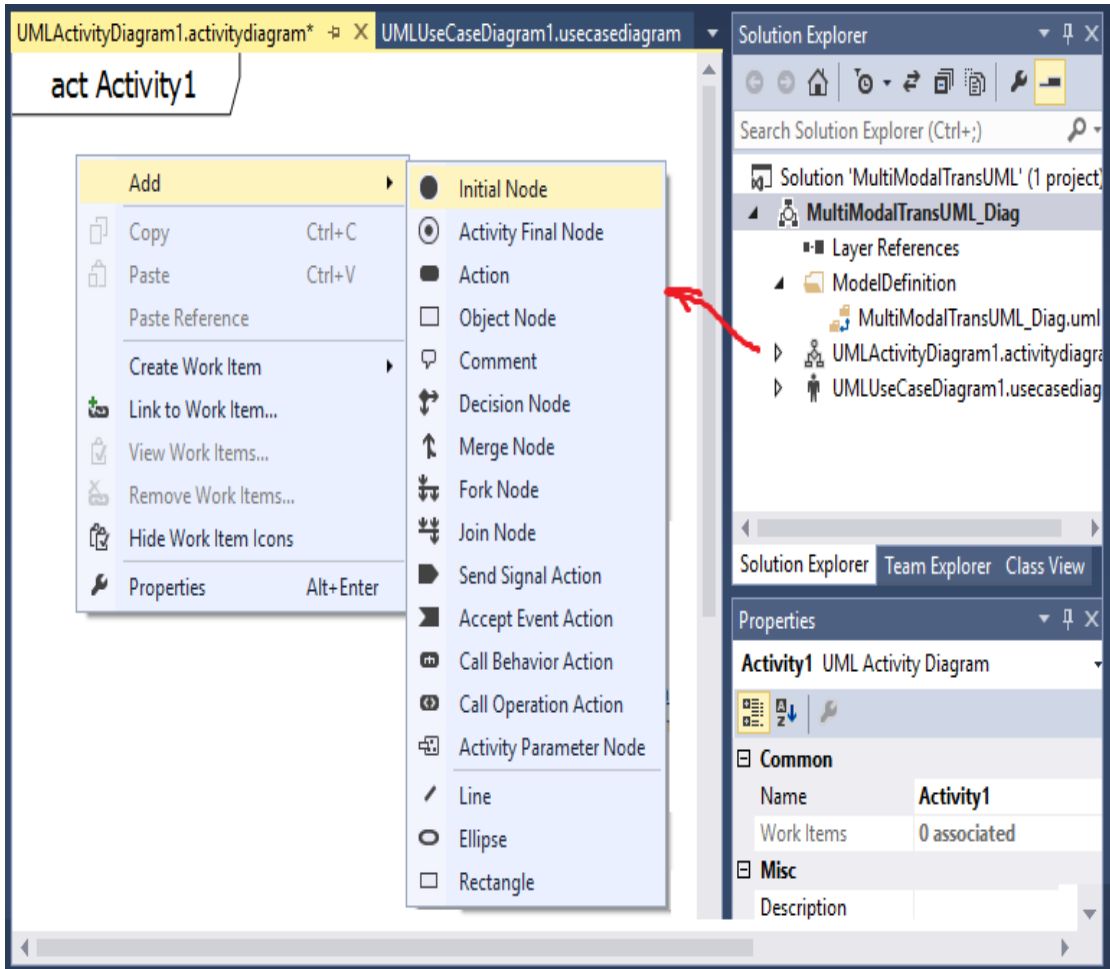 UMLActivityDiagram1.activitydiagram*
UMLUseCaseDiagram1.usecasediagram
act Activity1
Add
Copy Ctrl+C
Paste Ctrl+V
Paste Reference
Create Work Item
Link to Work Item...
View Work Items...
Remove Work Items...
Hide Work Item Icons
Properties Alt+Enter
Initial Node
Activity Final Node
Action
Object Node
Comment
Decision Node
Merge Node
Fork Node
Join Node
Send Signal Action
Accept Event Action
Call Behavior Action
Call Operation Action
Activity Parameter Node
Line
Ellipse
Rectangle
Solution Explorer
Search Solution Explorer (Ctrl+;)
Solution 'MultiModalTransUML' (1 project)
MultiModalTransUML_Diag
Layer References
ModelDefinition
MultiModalTransUML_Diag.uml
UMLActivityDiagram1.activitydiagra
UMLUseCaseDiagram1.usecasediag
Solution Explorer Team Explorer Class View
Properties
Activity1 UML Activity Diagram
Common
Name Activity1
Work Items 0 associated
Misc
Description